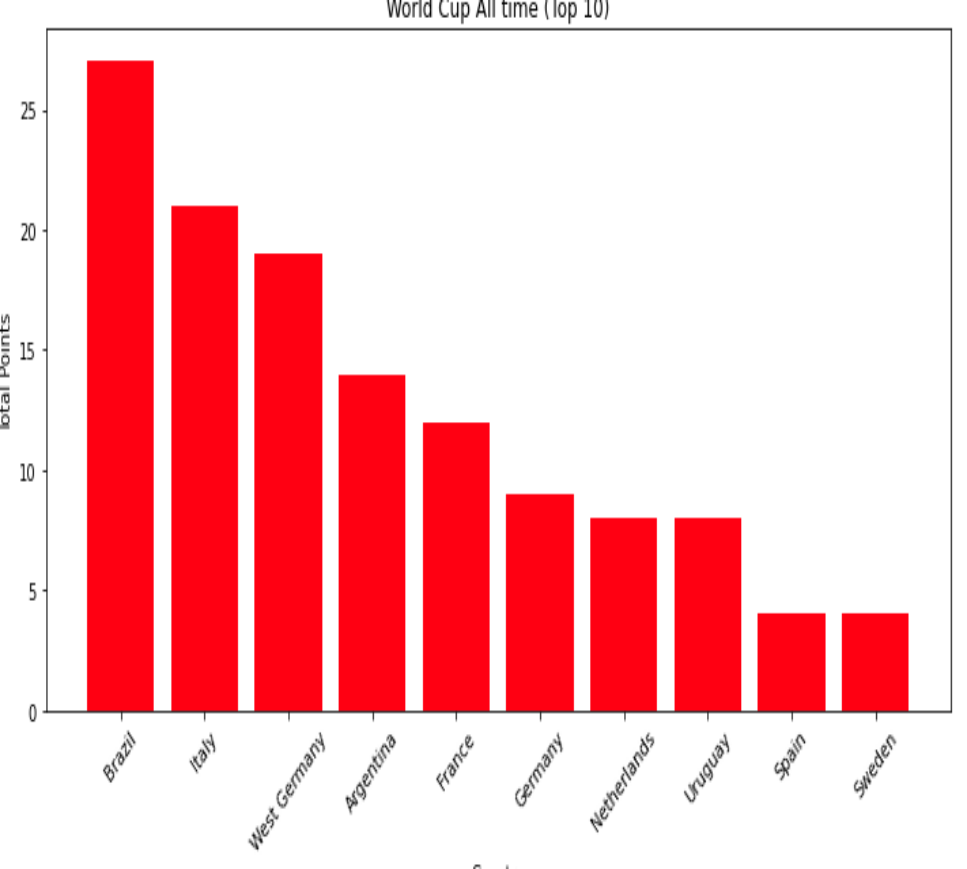 World Cup All time (Top 10)
Total Points
25
20
15
10
5
0
Brazil
Italy
West Germany
Argentina
France
Germany
Netherlands
Uruguay
Spain
Sweden